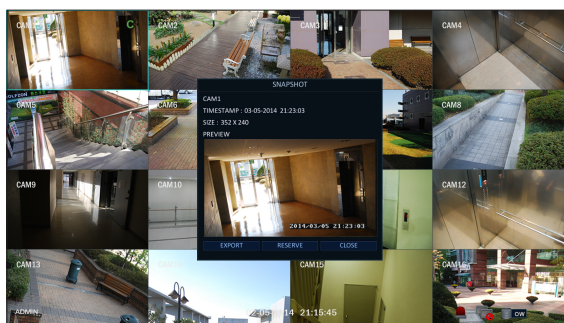 CAM1
C
CAM2
CAM3
CAM4
CAM5
CAM6
CAM8
SNAPSHOT
CAM1
TIMESTAMP : 03-05-2014 21:23:03
SIZE : 352 X 240
PREVIEW
2014/03/05 21:23:03
EXPORT RESERVE CLOSE
CAM9
CAM10
CAM12
CAM13
CAM15
CAM16
ADMIN
21:15:45
OW